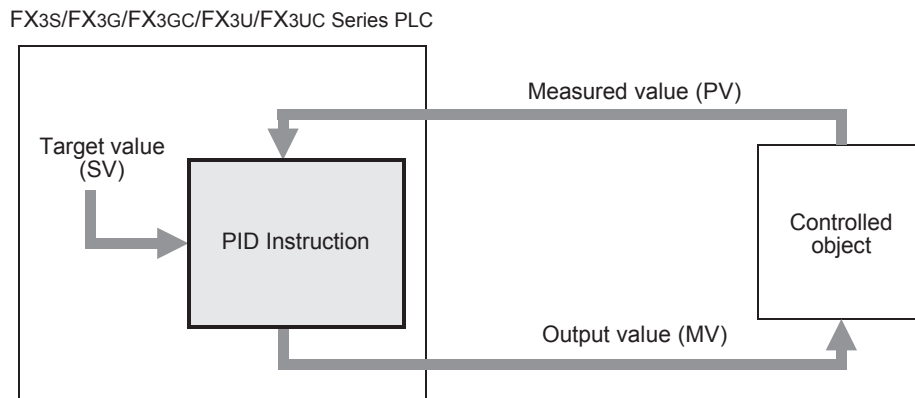 FX3S/FX3G/FX3GC/FX3U/FX3UC Series PLC
Measured value (PV)
Target value
(SV)
PID Instruction
Controlled
object
Output value (MV)